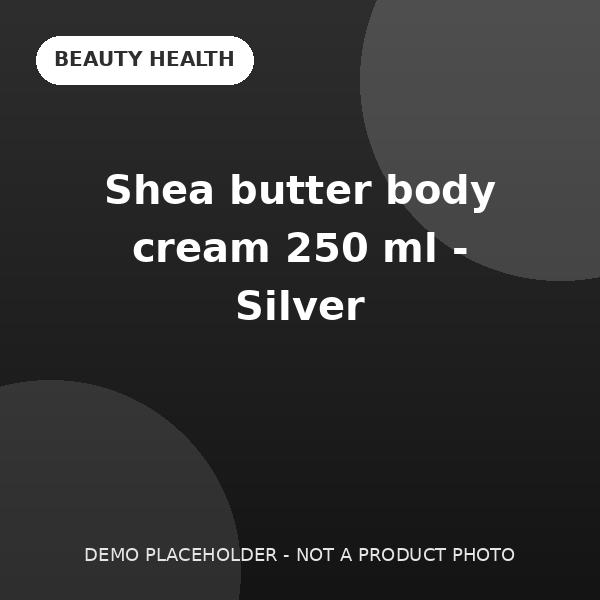 BEAUTY HEALTH
Shea butter body
cream 250 ml -
Silver
DEMO PLACEHOLDER - NOT A PRODUCT PHOTO